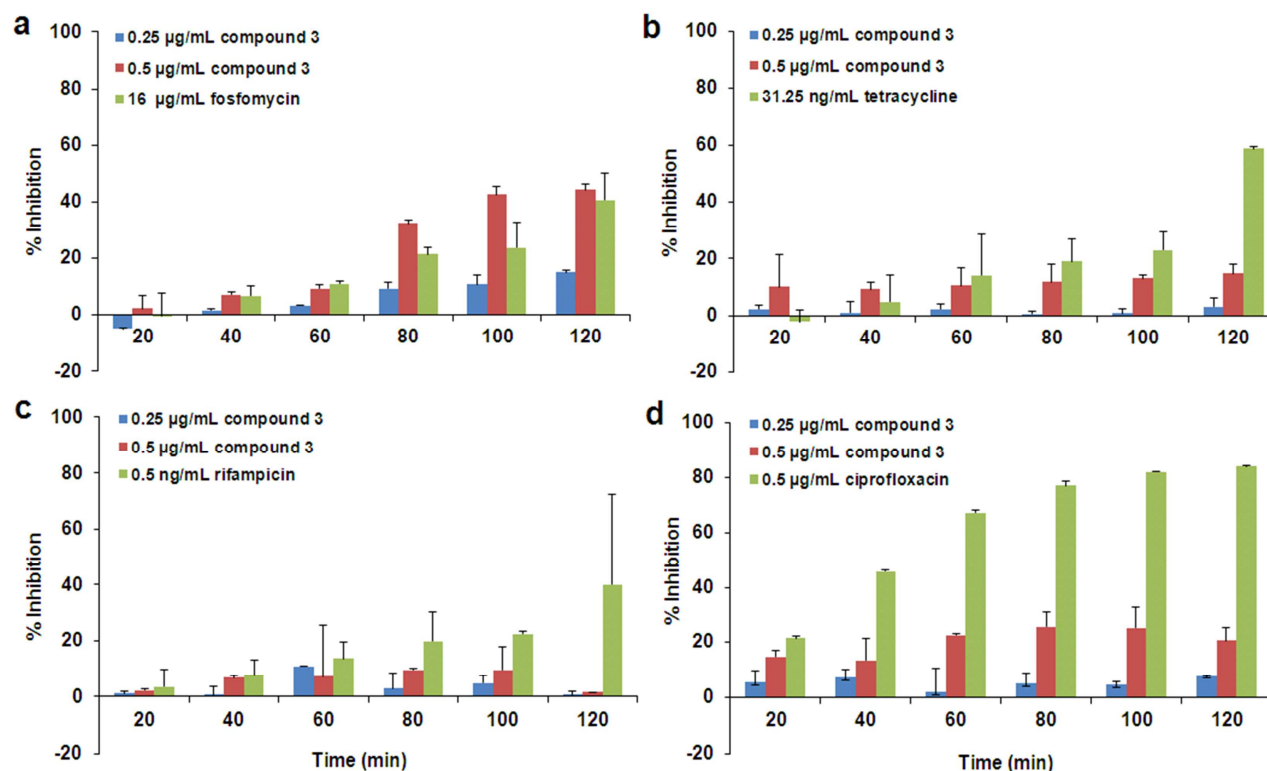 a
0.25 µg/mL compound 3
0.5 µg/mL compound 3
16 µg/mL fosfomycin
% Inhibition
100
80
60
40
20
0
-20
20 40 60 80 100 120
b
0.25 µg/mL compound 3
0.5 µg/mL compound 3
31.25 ng/mL tetracycline
% Inhibition
100
80
60
40
20
0
-20
20 40 60 80 100 120
c
0.25 µg/mL compound 3
0.5 µg/mL compound 3
0.5 ng/mL rifampicin
% Inhibition
100
80
60
40
20
0
-20
20 40 60 80 100 120
Time (min)
d
0.25 µg/mL compound 3
0.5 µg/mL compound 3
0.5 µg/mL ciprofloxacin
% Inhibition
100
80
60
40
20
0
-20
20 40 60 80 100 120
Time (min)